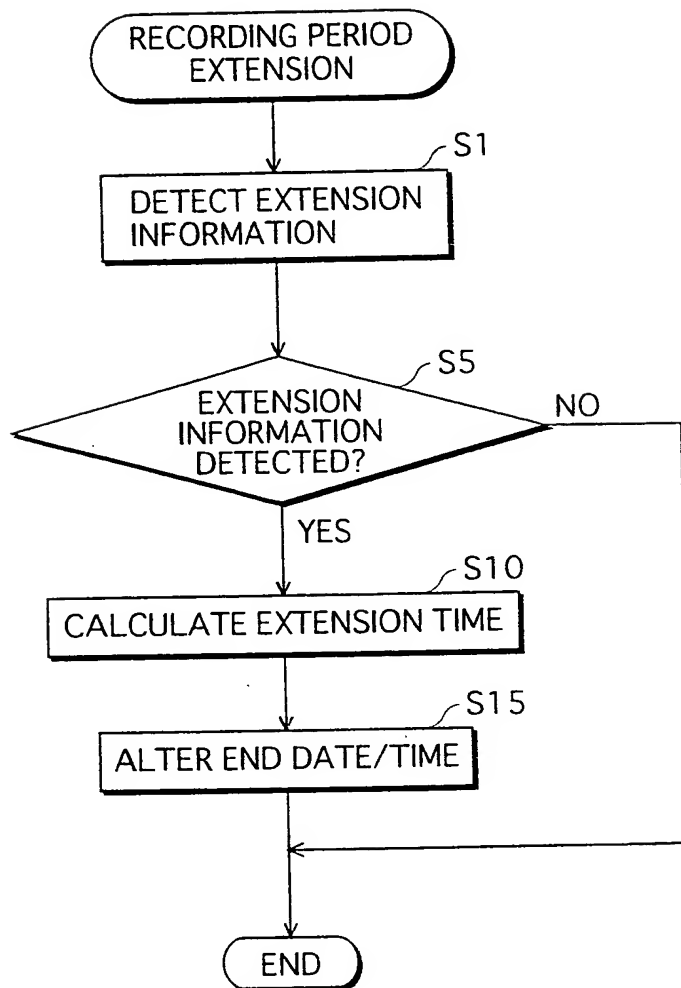 RECORDING PERIOD
EXTENSION
S1
DETECT EXTENSION
INFORMATION
S5
EXTENSION
INFORMATION
DETECTED?
NO
YES
S10
CALCULATE EXTENSION TIME
S15
ALTER END DATE/TIME
END